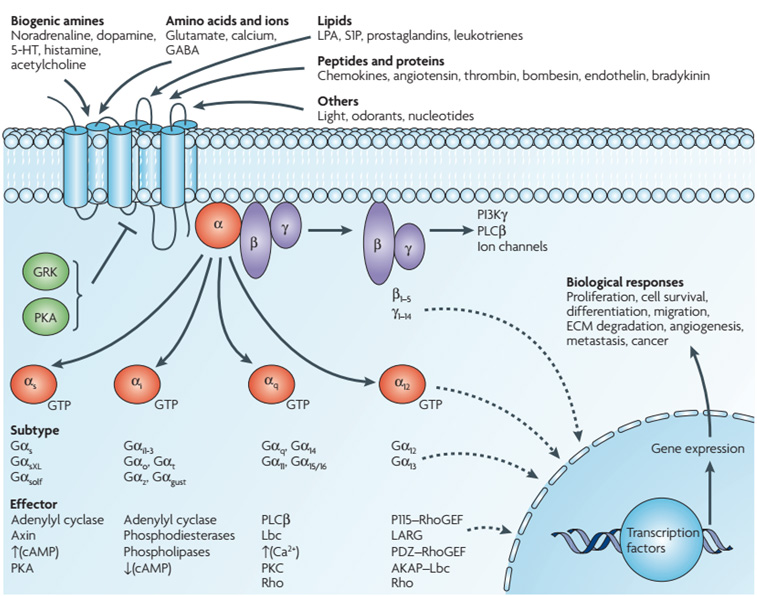 Biogenic amines
Noradrenaline, dopamine,
5-HT, histamine,
acetylcholine
Amino acids and ions
Glutamate, calcium,
GABA
Lipids
LPA, S1P, prostaglandins, leukotrienes
Peptides and proteins
Chemokines, angiotensin, thrombin, bombesin, endothelin, bradykinin
Others
Light, odorants, nucleotides
α
β
γ
β
γ
PI3Kγ
PLCβ
Ion channels
GRK
PKA
β₁₋₅
γ₁₋₁₄
Biological responses
Proliferation, cell survival,
differentiation, migration,
ECM degradation, angiogenesis,
metastasis, cancer
αs
GTP
αi
GTP
αq
GTP
α12
GTP
Subtype
Gαs
GαsXL
Gαsolf
Gαi1-3
Gαo, Gαt
Gαz, Gαgust
Gαq, Gα14
Gα11, Gα15/16
Gα12
Gα13
Effector
Adenylyl cyclase
Axin
↑(cAMP)
PKA
Adenylyl cyclase
Phosphodiesterases
Phospholipases
↓(cAMP)
PLCβ
Lbc
↑(Ca²⁺)
PKC
Rho
P115–RhoGEF
LARG
PDZ–RhoGEF
AKAP–Lbc
Rho
Gene expression
Transcription
factors